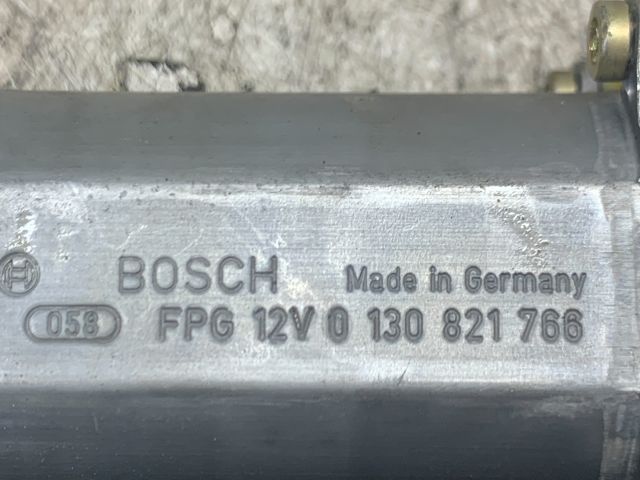 BOSCH Made in Germany
058 FPG 12V 0 130 821 766